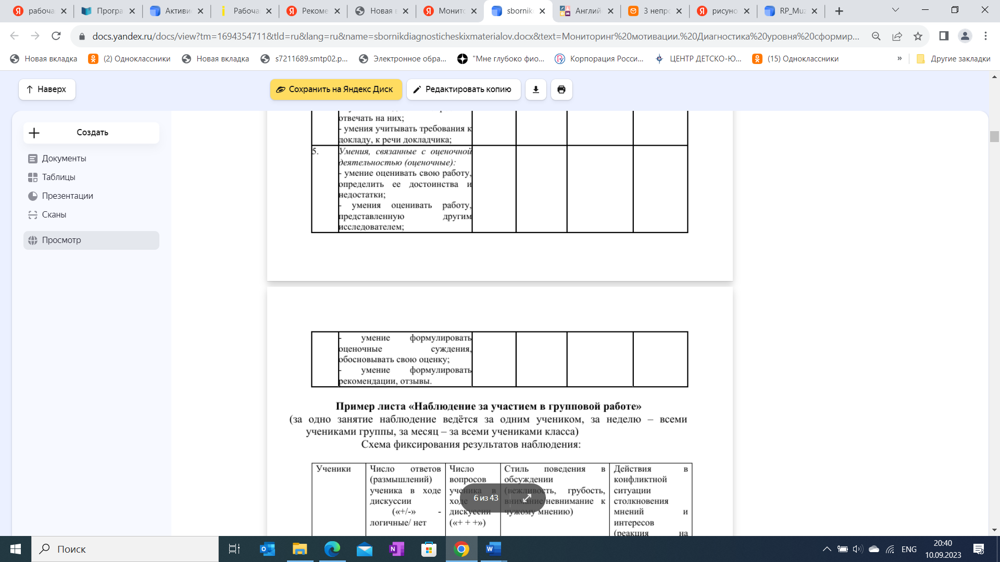 рабоча
Програ
Активи
Рабоча
Рекоме
Новая в
Монито
sbornik
Англий
3 непро
рисуно
RP_Muz
docs.yandex.ru/docs/view?tm=1694354711&tld=ru&lang=ru&name=sbornikdiagnosticheskixmaterialov.docx&text=Мониторинг%20мотивации.%20Диагностика%20уровня%20сформир...
Новая вкладка
(2) Одноклассники
Новая вкладка
s7211689.smtp02.p...
Электронное обра...
"Мне глубоко фио...
Корпорация Росси...
ЦЕНТР ДЕТСКО-Ю...
(15) Одноклассники
»
Другие закладки
Наверх
Сохранить на Яндекс Диск
Редактировать копию
Создать
Документы
Таблицы
Презентации
Сканы
Просмотр
отвечать на них;
- умения учитывать требования к
докладу, к речи докладчика;
5.
Умения, связанные с оценочной
деятельностью (оценочные):
- умение оценивать свою работу,
определить ее достоинства и
недостатки;
- умения оценивать работу,
представленную другим
исследователем;
- умение формулировать
оценочные суждения,
обосновывать свою оценку;
- умение формулировать
рекомендации, отзывы.
Пример листа «Наблюдение за участием в групповой работе»
(за одно занятие наблюдение ведётся за одним учеником, за неделю – всеми
учениками группы, за месяц – за всеми учениками класса)
Схема фиксирования результатов наблюдения:
Ученики
Число ответов
(размышлений)
ученика в ходе
дискуссии
(«+/-» -
логичные/ нет
Число
вопросов
ученика в
ходе
дискуссии
(«+ + +»)
Стиль поведения в
обсуждении
(вежливость, грубость,
внимание/невнимание к
чужому мнению)
Действия в
конфликтной
ситуации
столкновения
мнений и
интересов
(реакция на
6 из 43
Поиск
ENG
20:40
10.09.2023